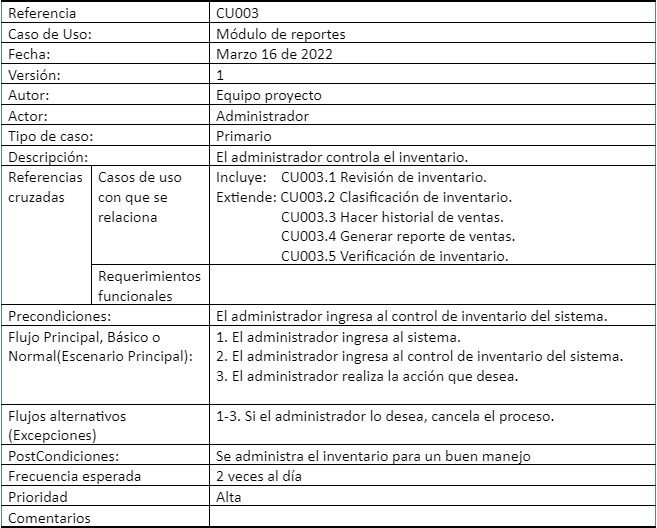 Referencia CU003
Caso de Uso: Módulo de reportes
Fecha: Marzo 16 de 2022
Versión: 1
Autor: Equipo proyecto
Actor: Administrador
Tipo de caso: Primario
Descripción: El administrador controla el inventario.
Referencias cruzadas
Casos de uso con que se relaciona
Incluye: CU003.1 Revisión de inventario.
Extiende: CU003.2 Clasificación de inventario.
CU003.3 Hacer historial de ventas.
CU003.4 Generar reporte de ventas.
CU003.5 Verificación de inventario.
Requerimientos funcionales
Precondiciones: El administrador ingresa al control de inventario del sistema.
Flujo Principal, Básico o Normal(Escenario Principal):
1. El administrador ingresa al sistema.
2. El administrador ingresa al control de inventario del sistema.
3. El administrador realiza la acción que desea.
Flujos alternativos (Excepciones)
1-3. Si el administrador lo desea, cancela el proceso.
PostCondiciones: Se administra el inventario para un buen manejo
Frecuencia esperada 2 veces al día
Prioridad Alta
Comentarios